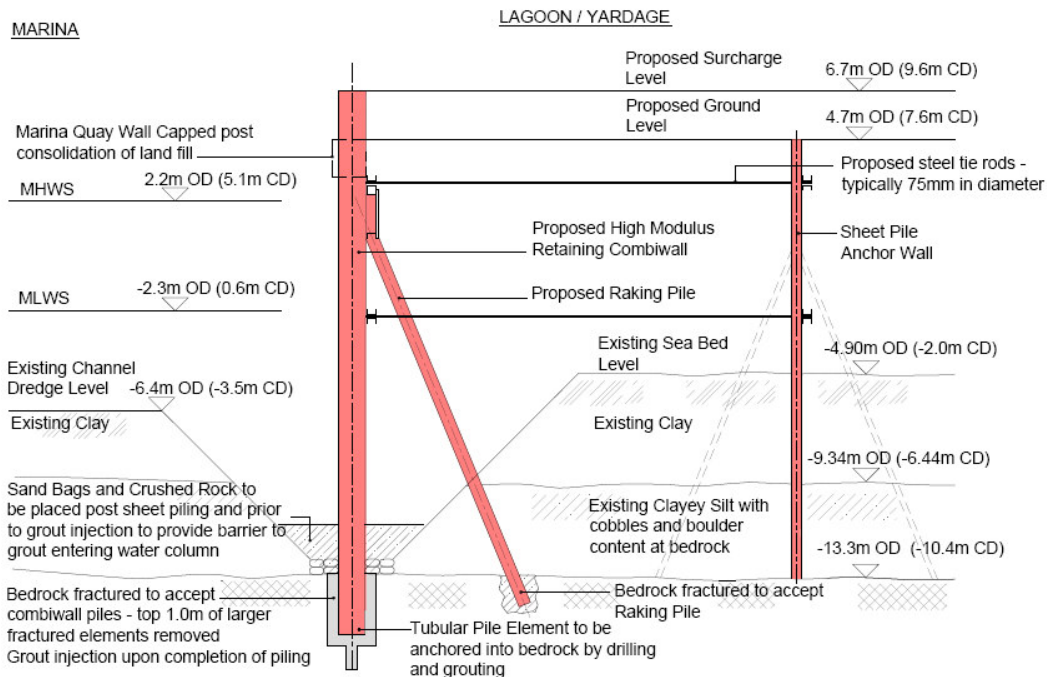 MARINA
LAGOON / YARDAGE
Proposed Surcharge
Level
6.7m OD (9.6m CD)
Proposed Ground
Level
4.7m OD (7.6m CD)
Marina Quay Wall Capped post
consolidation of land fill
MHWS
2.2m OD (5.1m CD)
Proposed steel tie rods -
typically 75mm in diameter
Proposed High Modulus
Retaining Combiwall
Sheet Pile
Anchor Wall
MLWS
-2.3m OD (0.6m CD)
Proposed Raking Pile
Existing Sea Bed
Level
-4.90m OD (-2.0m CD)
Existing Channel
Dredge Level
-6.4m OD (-3.5m CD)
Existing Clay
Existing Clay
-9.34m OD (-6.44m CD)
Sand Bags and Crushed Rock to
be placed post sheet piling and prior
to grout injection to provide barrier to
grout entering water column
Existing Clayey Silt with
cobbles and boulder
content at bedrock
-13.3m OD (-10.4m CD)
Bedrock fractured to accept
combiwall piles - top 1.0m of larger
fractured elements removed
Grout injection upon completion of piling
Bedrock fractured to accept
Raking Pile
Tubular Pile Element to be
anchored into bedrock by drilling
and grouting